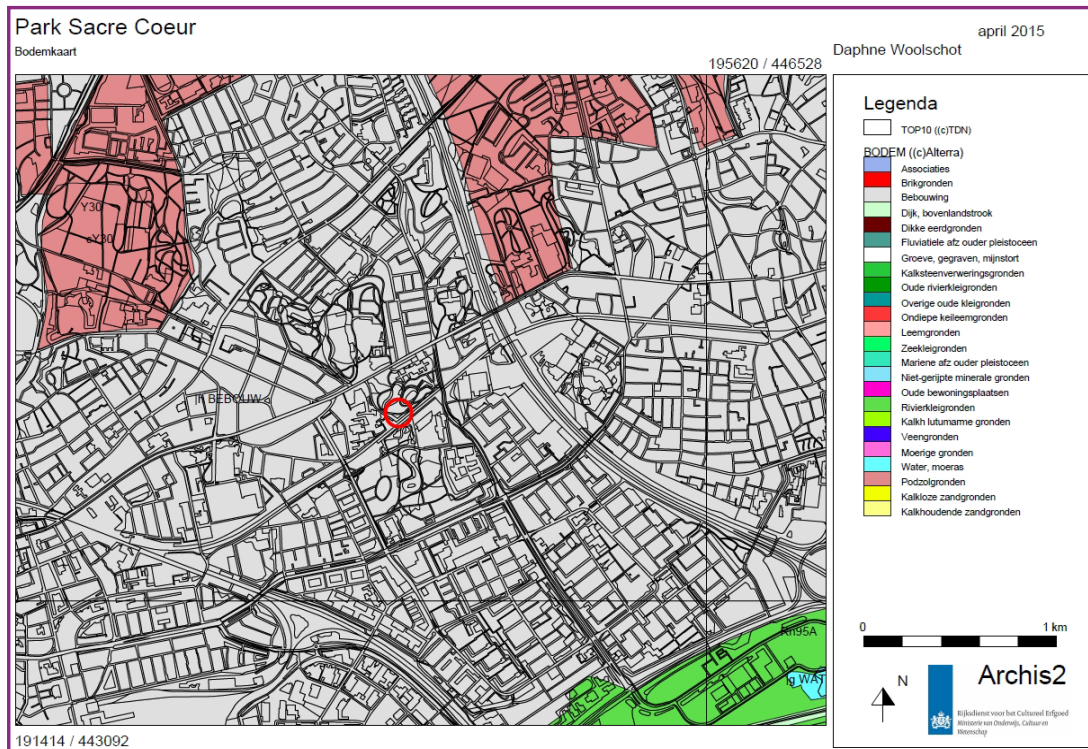 Park Sacre Coeur
april 2015
Bodemkaart
Daphne Woolschot
195620 / 446528
Y30
cY30
|h BEBOUW
Rn95A
|g WAT
191414 / 443092
Legenda
TOP10 ((c)TDN)
BODEM ((c)Alterra)
Associaties
Brikgronden
Bebouwing
Dijk, bovenlandstrook
Dikke eerdgronden
Fluviatiele afz ouder pleistoceen
Groeve, gegraven, mijnstort
Kalksteenverweringsgronden
Oude rivierkleigronden
Overige oude kleigronden
Ondiepe keileemgronden
Leemgronden
Zeekleigronden
Mariene afz ouder pleistoceen
Niet-gerijpte minerale gronden
Oude bewoningsplaatsen
Rivierkleigronden
Kalkh lutumarme gronden
Veengronden
Moerige gronden
Water, moeras
Podzolgronden
Kalkloze zandgronden
Kalkhoudende zandgronden
0 1 km
N
Archis2
Rijksdienst voor het Cultureel Erfgoed
Ministerie van Onderwijs, Cultuur en
Wetenschap